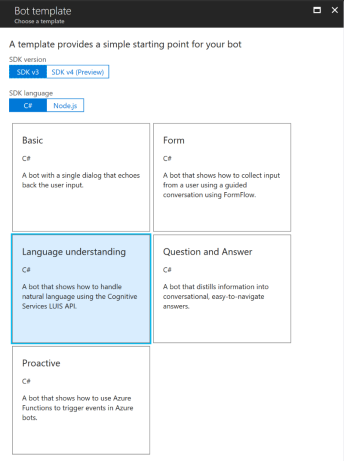 Bot template
Choose a template
A template provides a simple starting point for your bot
SDK version
SDK v3 SDK v4 (Preview)
SDK language
C# Node.js
Basic
C#
A bot with a single dialog that echoes
back the user input.
Form
C#
A bot that shows how to collect input
from a user using a guided
conversation using FormFlow.
Language understanding
C#
A bot that shows how to handle
natural language using the Cognitive
Services LUIS API.
Question and Answer
C#
A bot that distills information into
conversational, easy-to-navigate
answers.
Proactive
C#
A bot that shows how to use Azure
Functions to trigger events in Azure
bots.